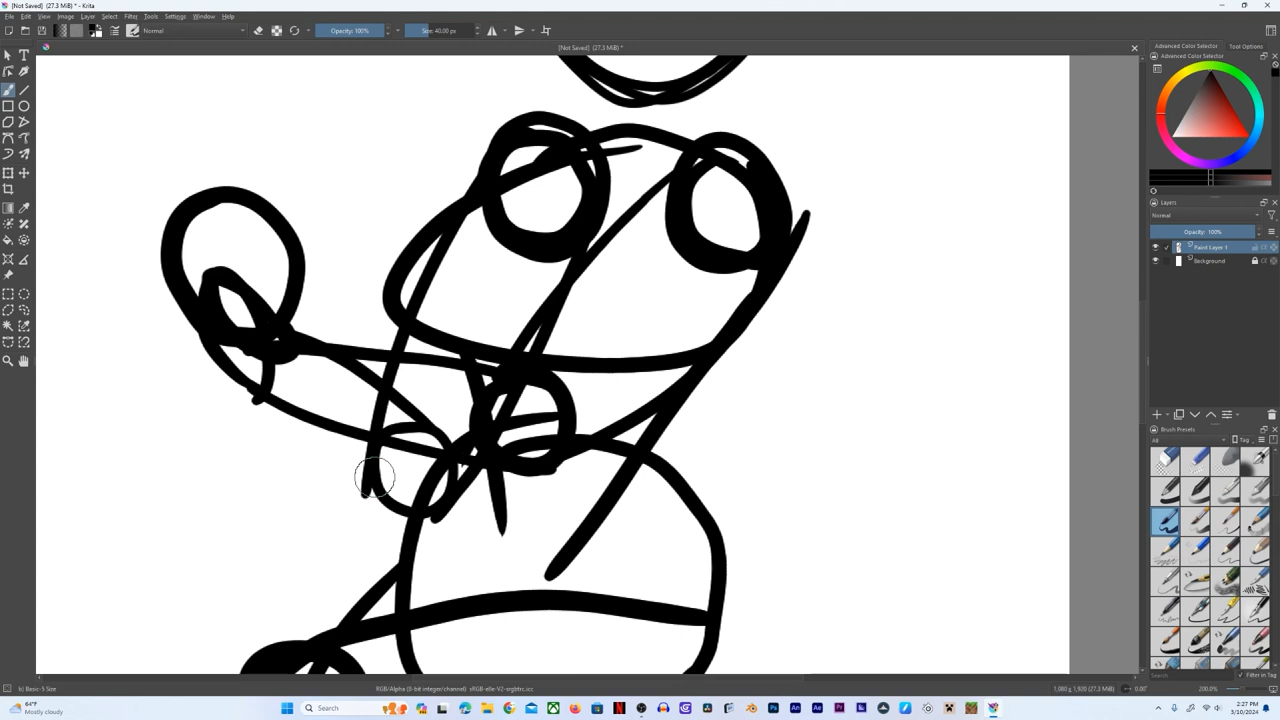 [Not Saved] (27.3 MiB) * - Krita
File Edit View Image Layer Select Filter Tools Settings Window Help
Normal
Opacity: 100%
Size: 40.00 px
[Not Saved] (27.3 MiB) *
Advanced Color Selector
Tool Options
Advanced Color Selector
Layers
Normal
Opacity: 100%
Paint Layer 1
Background
Brush Presets
All
Tag
Search
Filter in Tag
b) Basic-5 Size
RGB/Alpha (8-bit integer/channel) sRGB-elle-V2-srgbtrc.icc
1,080 x 1,920 (27.3 MiB)
0.00°
200.0%
64°F
Mostly cloudy
Search
2:27 PM
3/10/2024